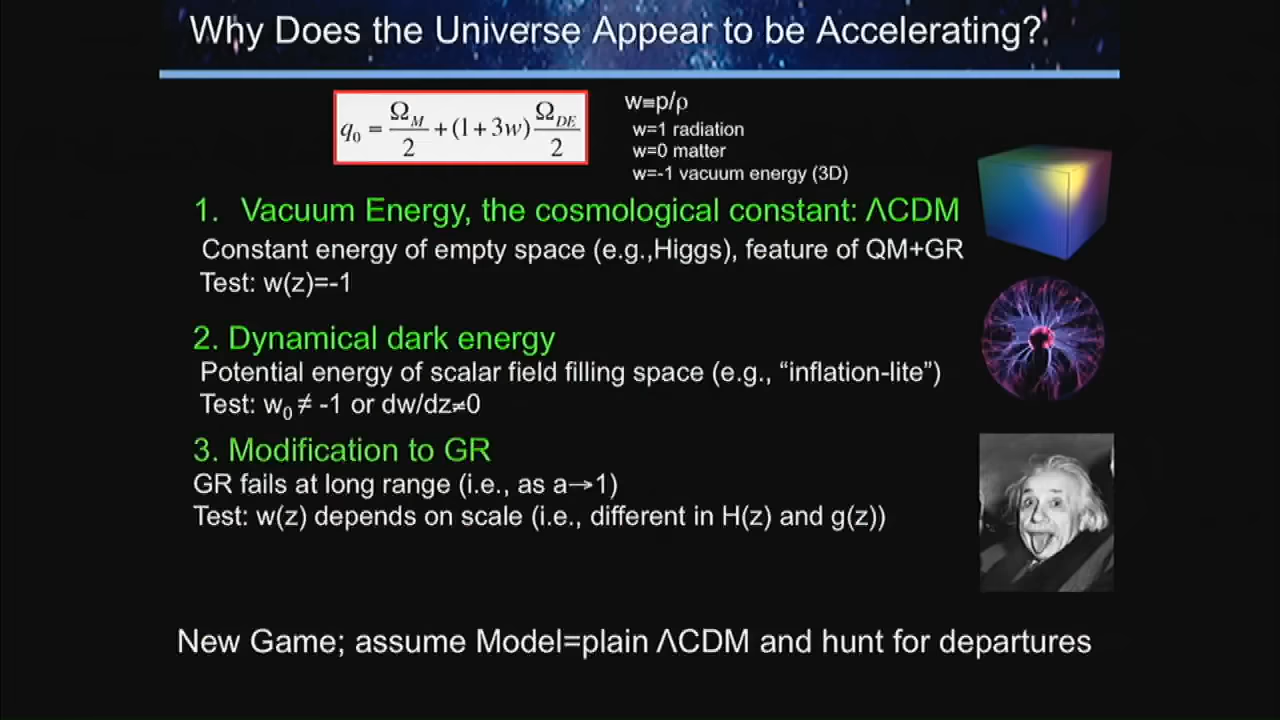 Why Does the Universe Appear to be Accelerating?
q₀ = Ω_M/2 + (1+3w) Ω_DE/2
w≡p/ρ
w=1 radiation
w=0 matter
w=-1 vacuum energy (3D)
1. Vacuum Energy, the cosmological constant: ΛCDM
Constant energy of empty space (e.g.,Higgs), feature of QM+GR
Test: w(z)=-1
2. Dynamical dark energy
Potential energy of scalar field filling space (e.g., “inflation-lite”)
Test: w₀ ≠ -1 or dw/dz≠0
3. Modification to GR
GR fails at long range (i.e., as a→1)
Test: w(z) depends on scale (i.e., different in H(z) and g(z))
New Game; assume Model=plain ΛCDM and hunt for departures